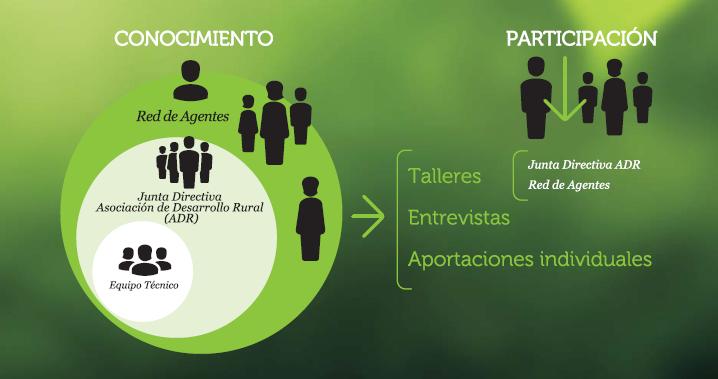 CONOCIMIENTO
PARTICIPACIÓN
Red de Agentes
Junta Directiva
Asociación de Desarrollo Rural
(ADR)
Equipo Técnico
Talleres
Junta Directiva ADR
Red de Agentes
Entrevistas
Aportaciones individuales